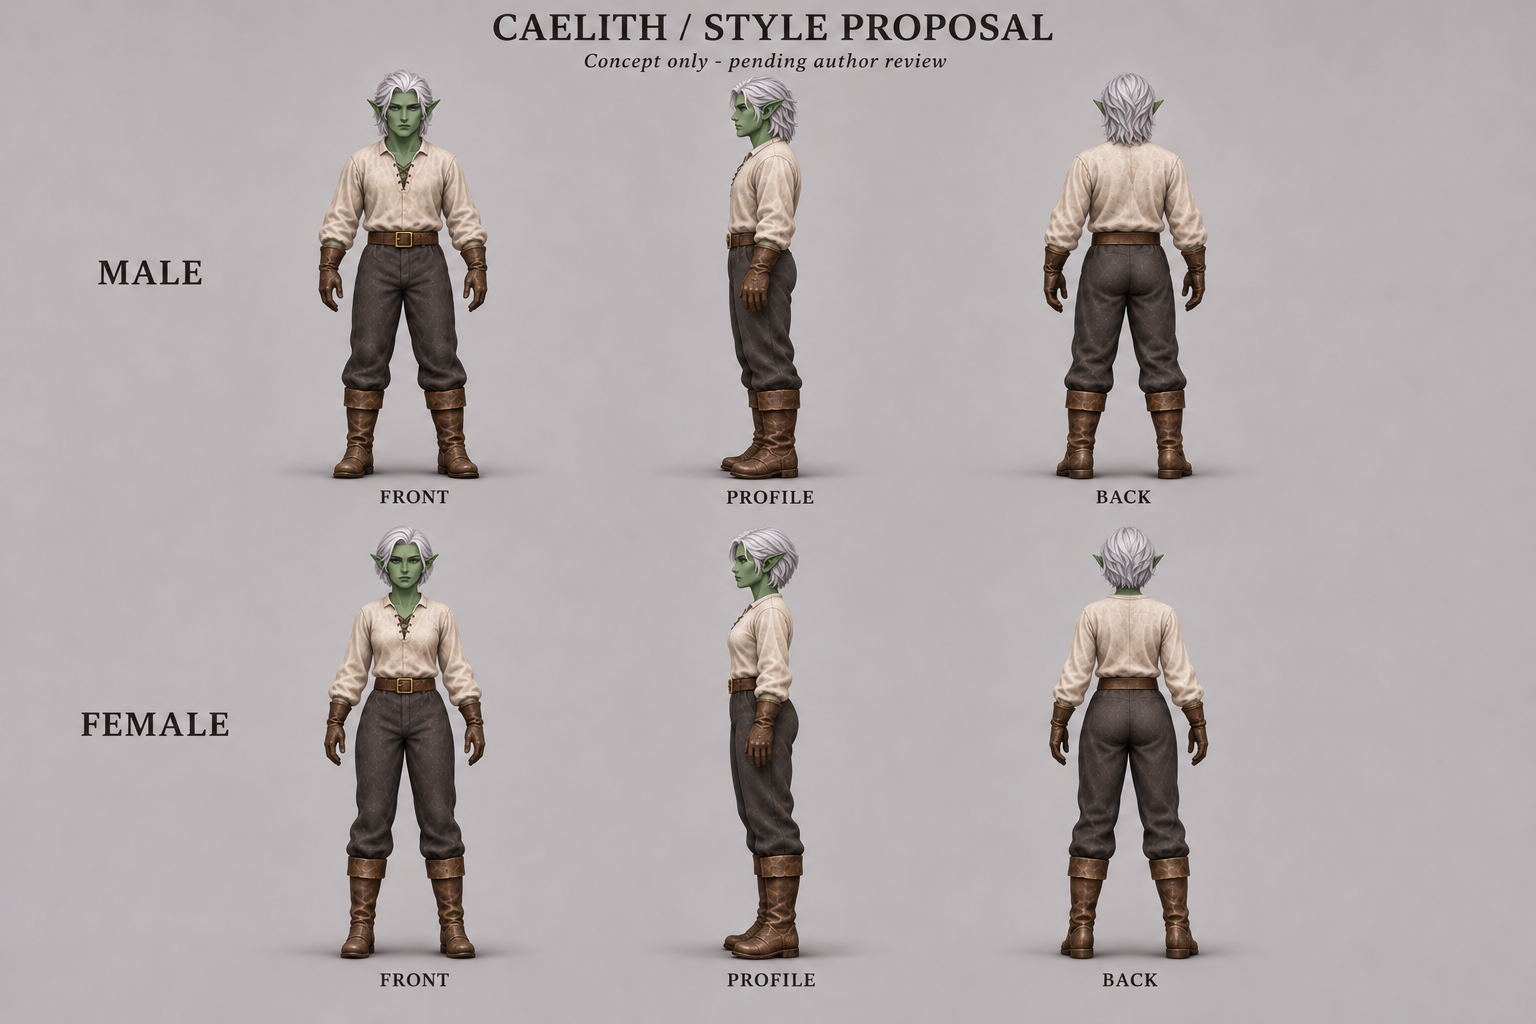 CAELITH / STYLE PROPOSAL
Concept only - pending author review
MALE
FRONT
PROFILE
BACK
FEMALE
FRONT
PROFILE
BACK